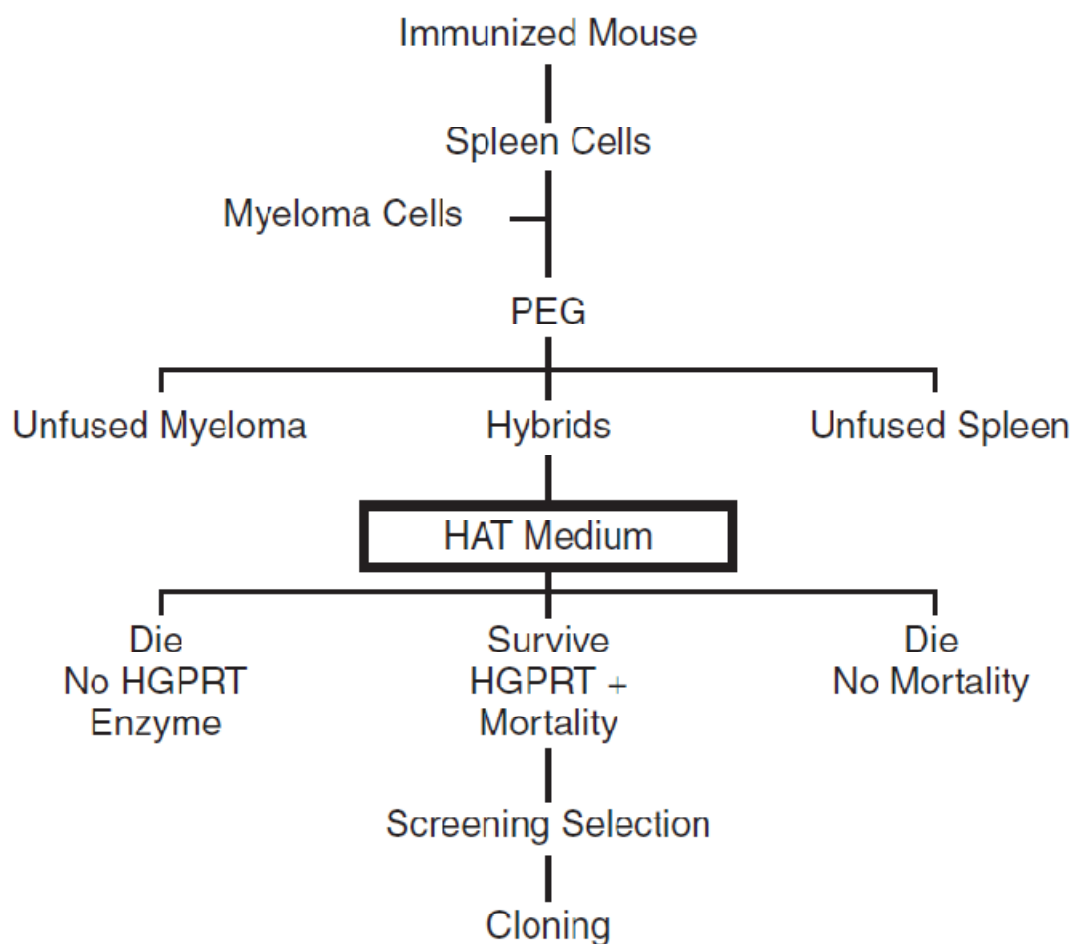 Immunized Mouse
Spleen Cells
Myeloma Cells
PEG
Unfused Myeloma
Hybrids
Unfused Spleen
HAT Medium
Die
No HGPRT
Enzyme
Survive
HGPRT +
Mortality
Die
No Mortality
Screening Selection
Cloning